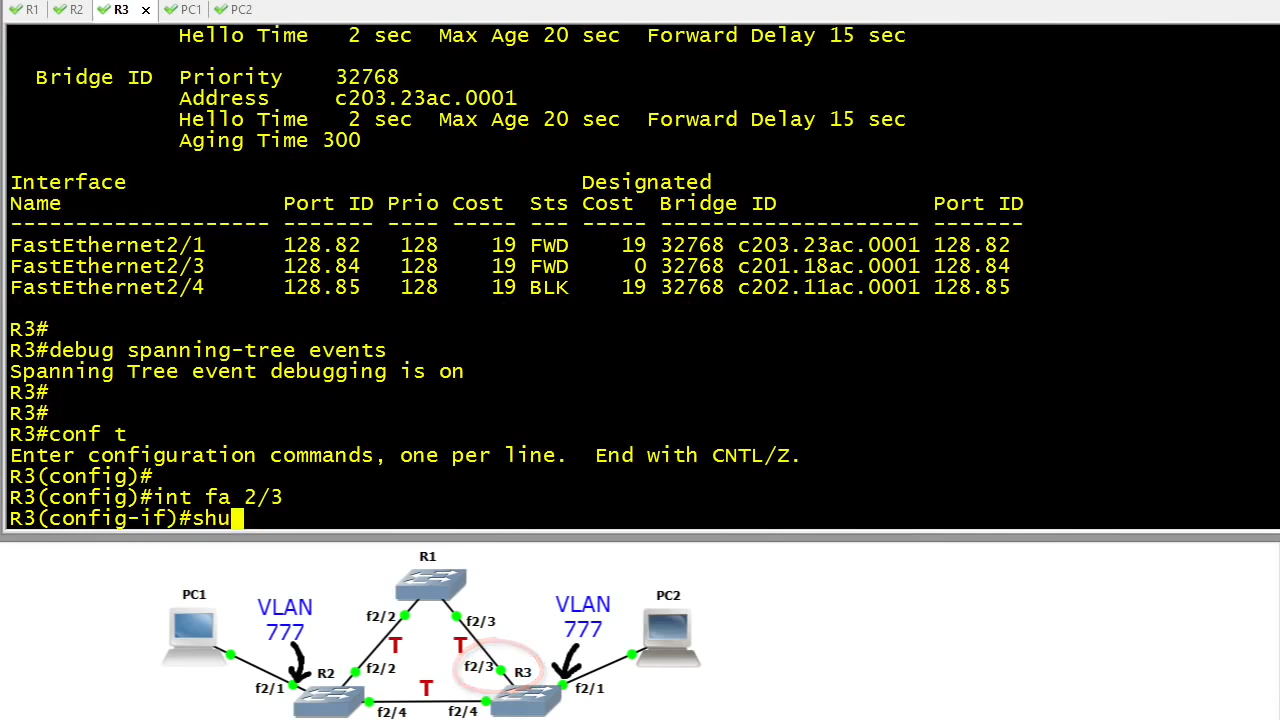 R1 R2 R3 x PC1 PC2
Hello Time 2 sec Max Age 20 sec Forward Delay 15 sec
Bridge ID Priority 32768
Address c203.23ac.0001
Hello Time 2 sec Max Age 20 sec Forward Delay 15 sec
Aging Time 300
Interface Designated
Name Port ID Prio Cost Sts Cost Bridge ID Port ID
-------------------- ------- ---- ----- --- ----- -------------------- -------
FastEthernet2/1 128.82 128 19 FWD 19 32768 c203.23ac.0001 128.82
FastEthernet2/3 128.84 128 19 FWD 0 32768 c201.18ac.0001 128.84
FastEthernet2/4 128.85 128 19 BLK 19 32768 c202.11ac.0001 128.85
R3#
R3#debug spanning-tree events
Spanning Tree event debugging is on
R3#
R3#
R3#conf t
Enter configuration commands, one per line. End with CNTL/Z.
R3(config)#
R3(config)#int fa 2/3
R3(config-if)#shu
R1
PC1 VLAN 777 VLAN 777 PC2
f2/2 f2/3
T T
f2/2 f2/3
f2/1 R2 T R3 f2/1
f2/4 f2/4